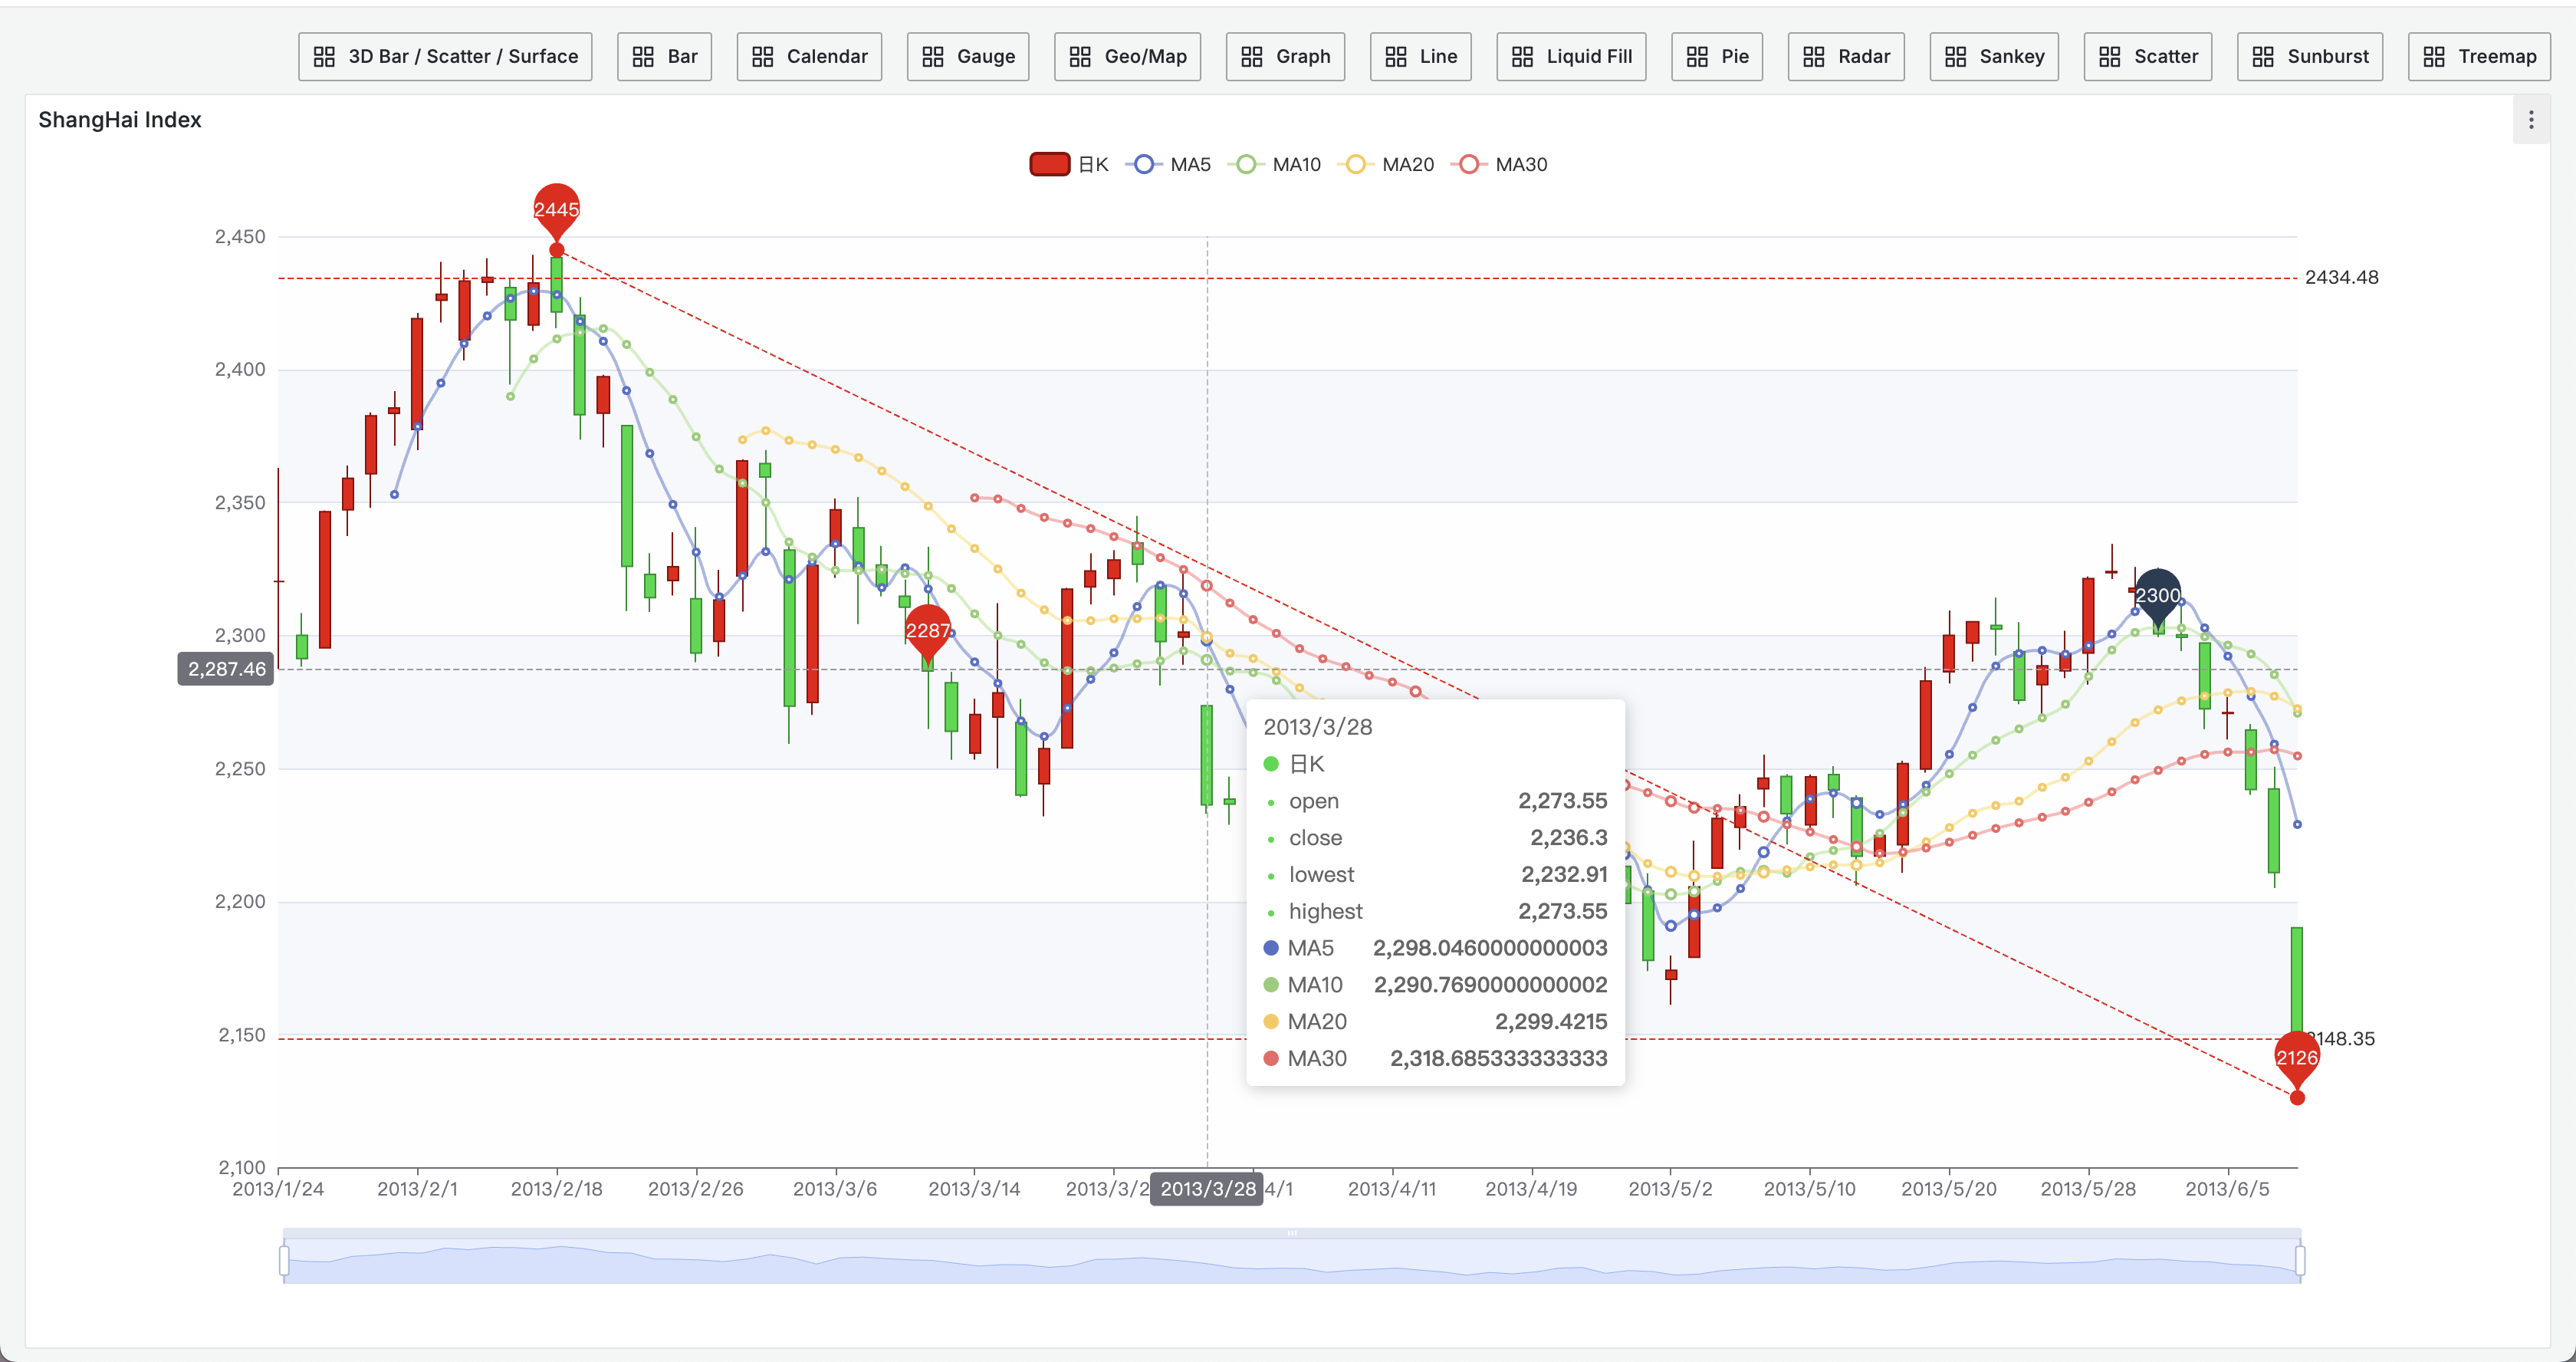 3D Bar / Scatter / Surface Bar Calendar Gauge Geo/Map Graph Line Liquid Fill Pie Radar Sankey Scatter Sunburst Treemap
ShangHai Index
日K MA5 MA10 MA20 MA30
2445
2,450
2434.48
2,400
2,350
2300
2287
2,300
2,287.46
2,250
2,200
2,150
2,100
148.35
2126
2013/3/28
日K
open 2,273.55
close 2,236.3
lowest 2,232.91
highest 2,273.55
MA5 2,298.0460000000003
MA10 2,290.7690000000002
MA20 2,299.4215
MA30 2,318.685333333333
2013/1/24 2013/2/1 2013/2/18 2013/2/26 2013/3/6 2013/3/14 2013/3/2 2013/3/28 4/1 2013/4/11 2013/4/19 2013/5/2 2013/5/10 2013/5/20 2013/5/28 2013/6/5